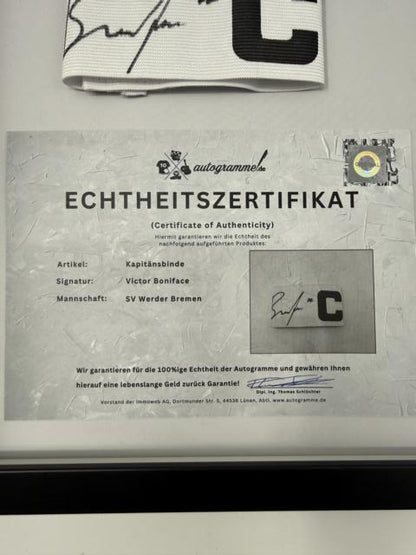 C
10
autogramme.de
ECHTHEITSZERTIFIKAT
(Certificate of Authenticity)
Hiermit garantieren wir die Echtheit des
nachfolgend aufgeführten Produktes:
Artikel: Kapitänsbinde
Signatur: Victor Boniface
Mannschaft: SV Werder Bremen
C
Wir garantieren für die 100%ige Echtheit der Autogramme und gewähren Ihnen
hierauf eine lebenslange Geld zurück Garantie!
Dipl. Ing. Thomas Schlüchter
Vorstand der Immoweb AG, Dortmunder Str. 5, 44536 Lünen, Abtl. www.autogramme.de